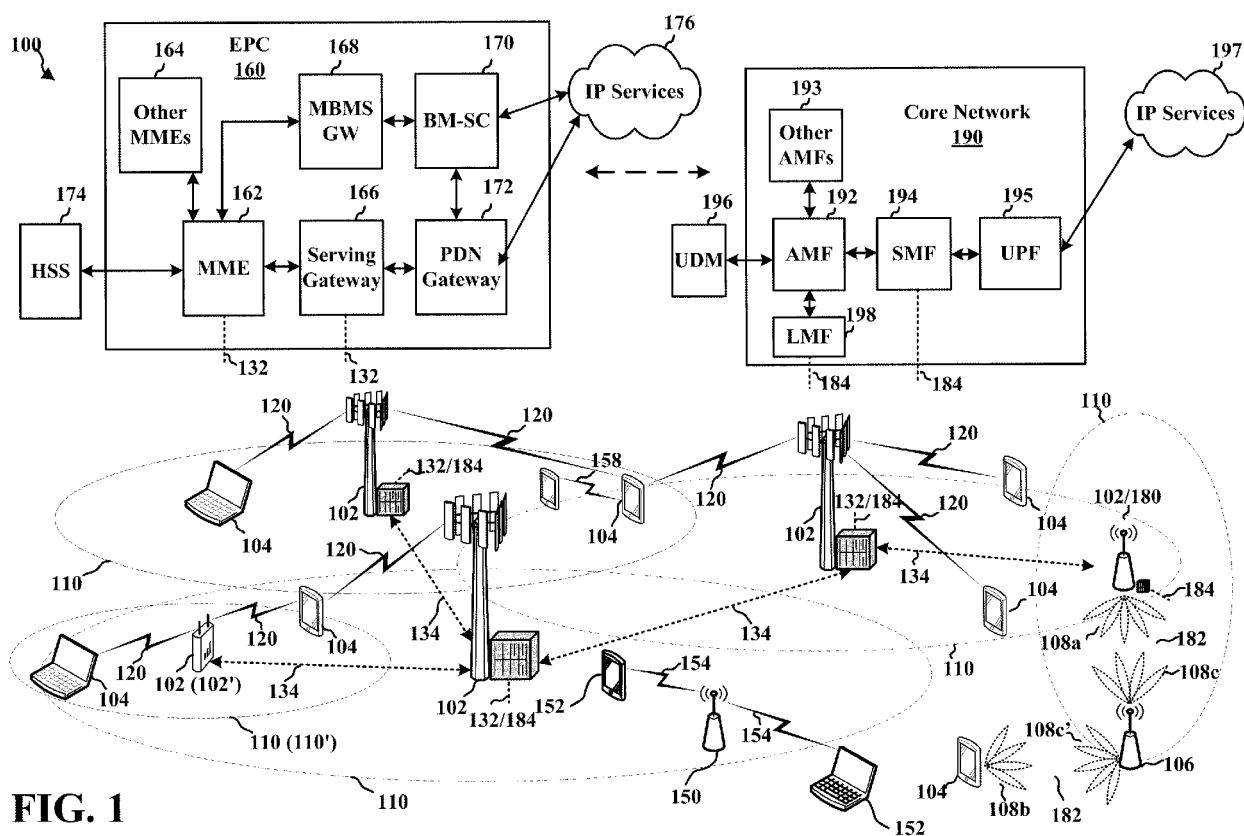 100
EPC
160
164
Other
MMEs
168
MBMS
GW
170
BM-SC
176
IP Services
174
HSS
162
MME
166
Serving
Gateway
172
PDN
Gateway
132
132
193
Other
AMFs
Core Network
190
197
IP Services
196
UDM
192
AMF
194
SMF
195
UPF
198
LMF
184
184
120
120
158
120
120
120
110
104
102
132/184
104
102
132/184
104
102/180
110
120
134
134
104
184
120
104
134
134
108a
182
110
104
120
102 (102')
134
102
132/184
152
154
154
108c
108c'
110 (110')
110
150
152
104
108b
182
106
FIG. 1